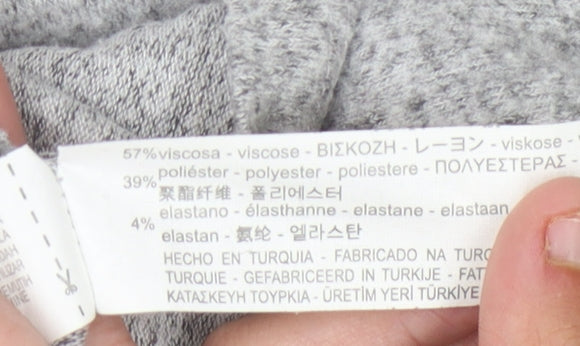 57% viscosa - viscose - ΒΙΣΚΟΖΗ - レーヨン - viskose -
39% poliéster - polyester - poliestere - ΠΟΛΥΕΣΤΕΡΑΣ -
聚酯纤维 - 폴리에스터
4% elastano - élasthanne - elastane - elastaan
elastan - 氨纶 - 엘라스탄
HECHO EN TURQUIA - FABRICADO NA TURQ
TURQUIE - GEFABRICEERD IN TURKIJE - FAT
ΚΑΤΑΣΚΕΥΗ ΤΟΥΡΚΙΑ - ÜRETİM YERİ TÜRKİYE